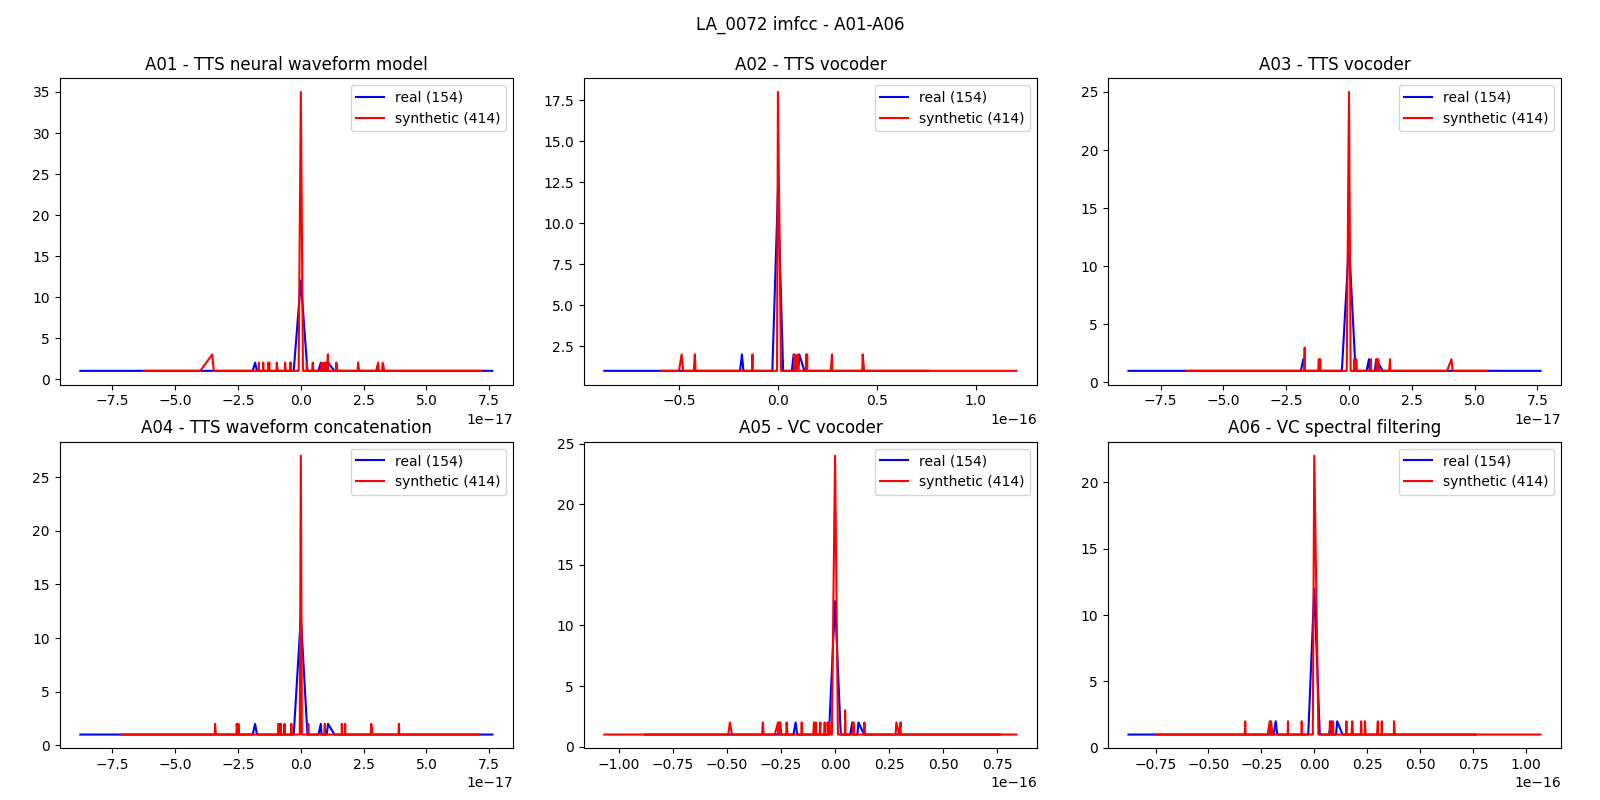 LA_0072 imfcc - A01-A06
A01 - TTS neural waveform model
35
30
25
20
15
10
5
0
real (154)
synthetic (414)
−7.5 −5.0 −2.5 0.0 2.5 5.0 7.5
1e−17
A02 - TTS vocoder
17.5
15.0
12.5
10.0
7.5
5.0
2.5
real (154)
synthetic (414)
−0.5 0.0 0.5 1.0
1e−16
A03 - TTS vocoder
25
20
15
10
5
0
real (154)
synthetic (414)
−7.5 −5.0 −2.5 0.0 2.5 5.0 7.5
1e−17
A04 - TTS waveform concatenation
25
20
15
10
5
0
real (154)
synthetic (414)
−7.5 −5.0 −2.5 0.0 2.5 5.0 7.5
1e−17
A05 - VC vocoder
25
20
15
10
5
0
real (154)
synthetic (414)
−1.00 −0.75 −0.50 −0.25 0.00 0.25 0.50 0.75
1e−16
A06 - VC spectral filtering
20
15
10
5
0
real (154)
synthetic (414)
−0.75 −0.50 −0.25 0.00 0.25 0.50 0.75 1.00
1e−16